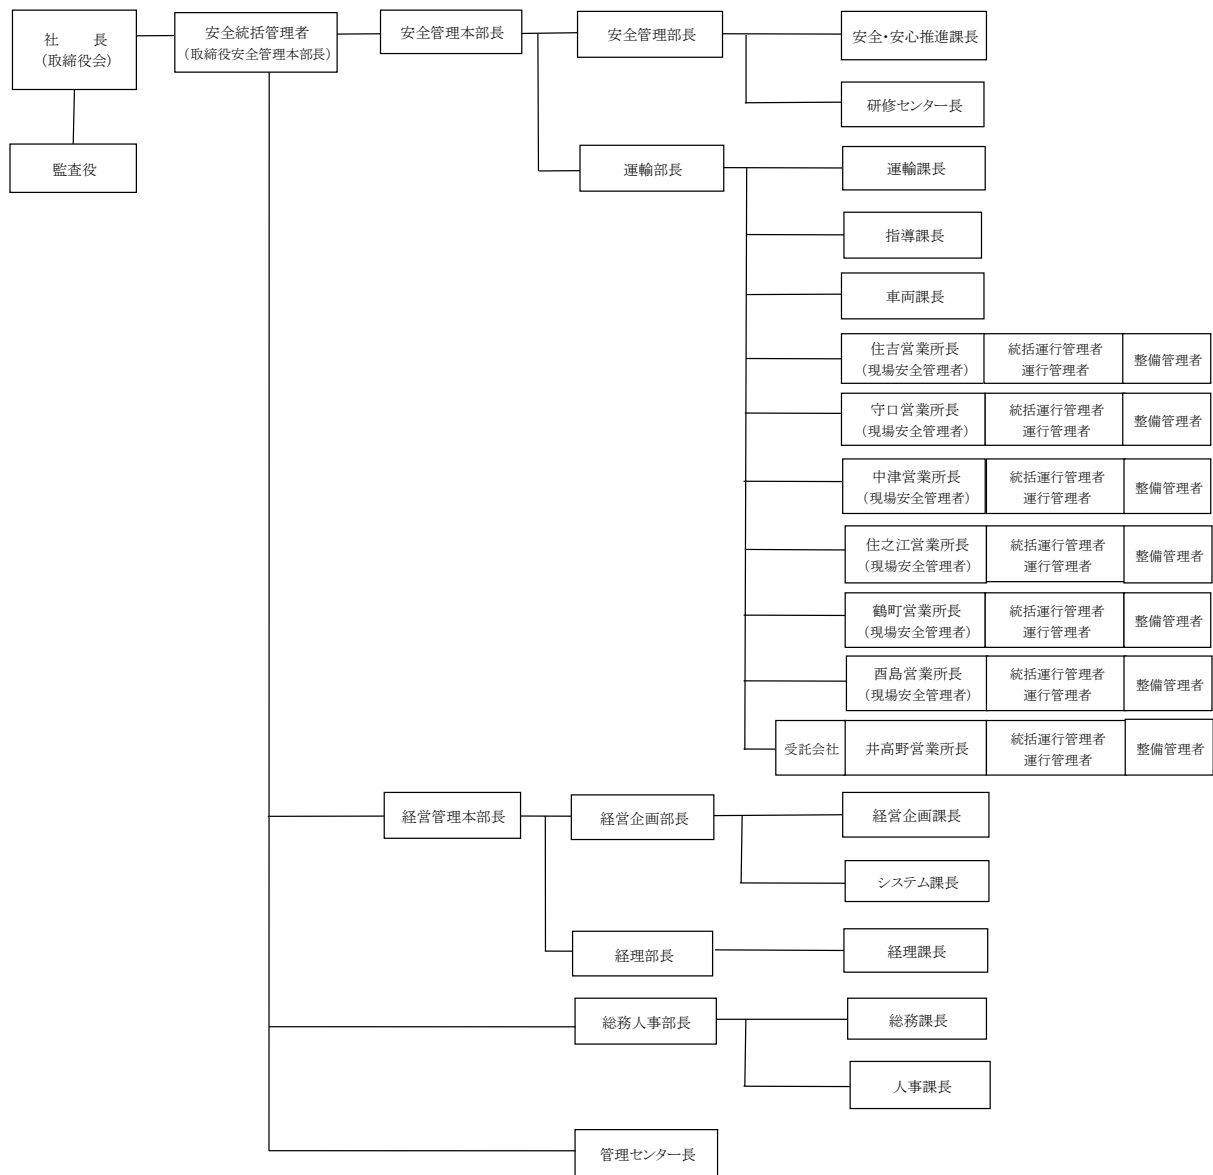 社　　長
（取締役会）
監査役
安全統括管理者
（取締役安全管理本部長）
安全管理本部長
安全管理部長
安全・安心推進課長
研修センター長
運輸部長
運輸課長
指導課長
車両課長
住吉営業所長
（現場安全管理者）
統括運行管理者
運行管理者
整備管理者
守口営業所長
（現場安全管理者）
統括運行管理者
運行管理者
整備管理者
中津営業所長
（現場安全管理者）
統括運行管理者
運行管理者
整備管理者
住之江営業所長
（現場安全管理者）
統括運行管理者
運行管理者
整備管理者
鶴町営業所長
（現場安全管理者）
統括運行管理者
運行管理者
整備管理者
酉島営業所長
（現場安全管理者）
統括運行管理者
運行管理者
整備管理者
受託会社
井高野営業所長
統括運行管理者
運行管理者
整備管理者
経営管理本部長
経営企画部長
経営企画課長
システム課長
経理部長
経理課長
総務人事部長
総務課長
人事課長
管理センター長